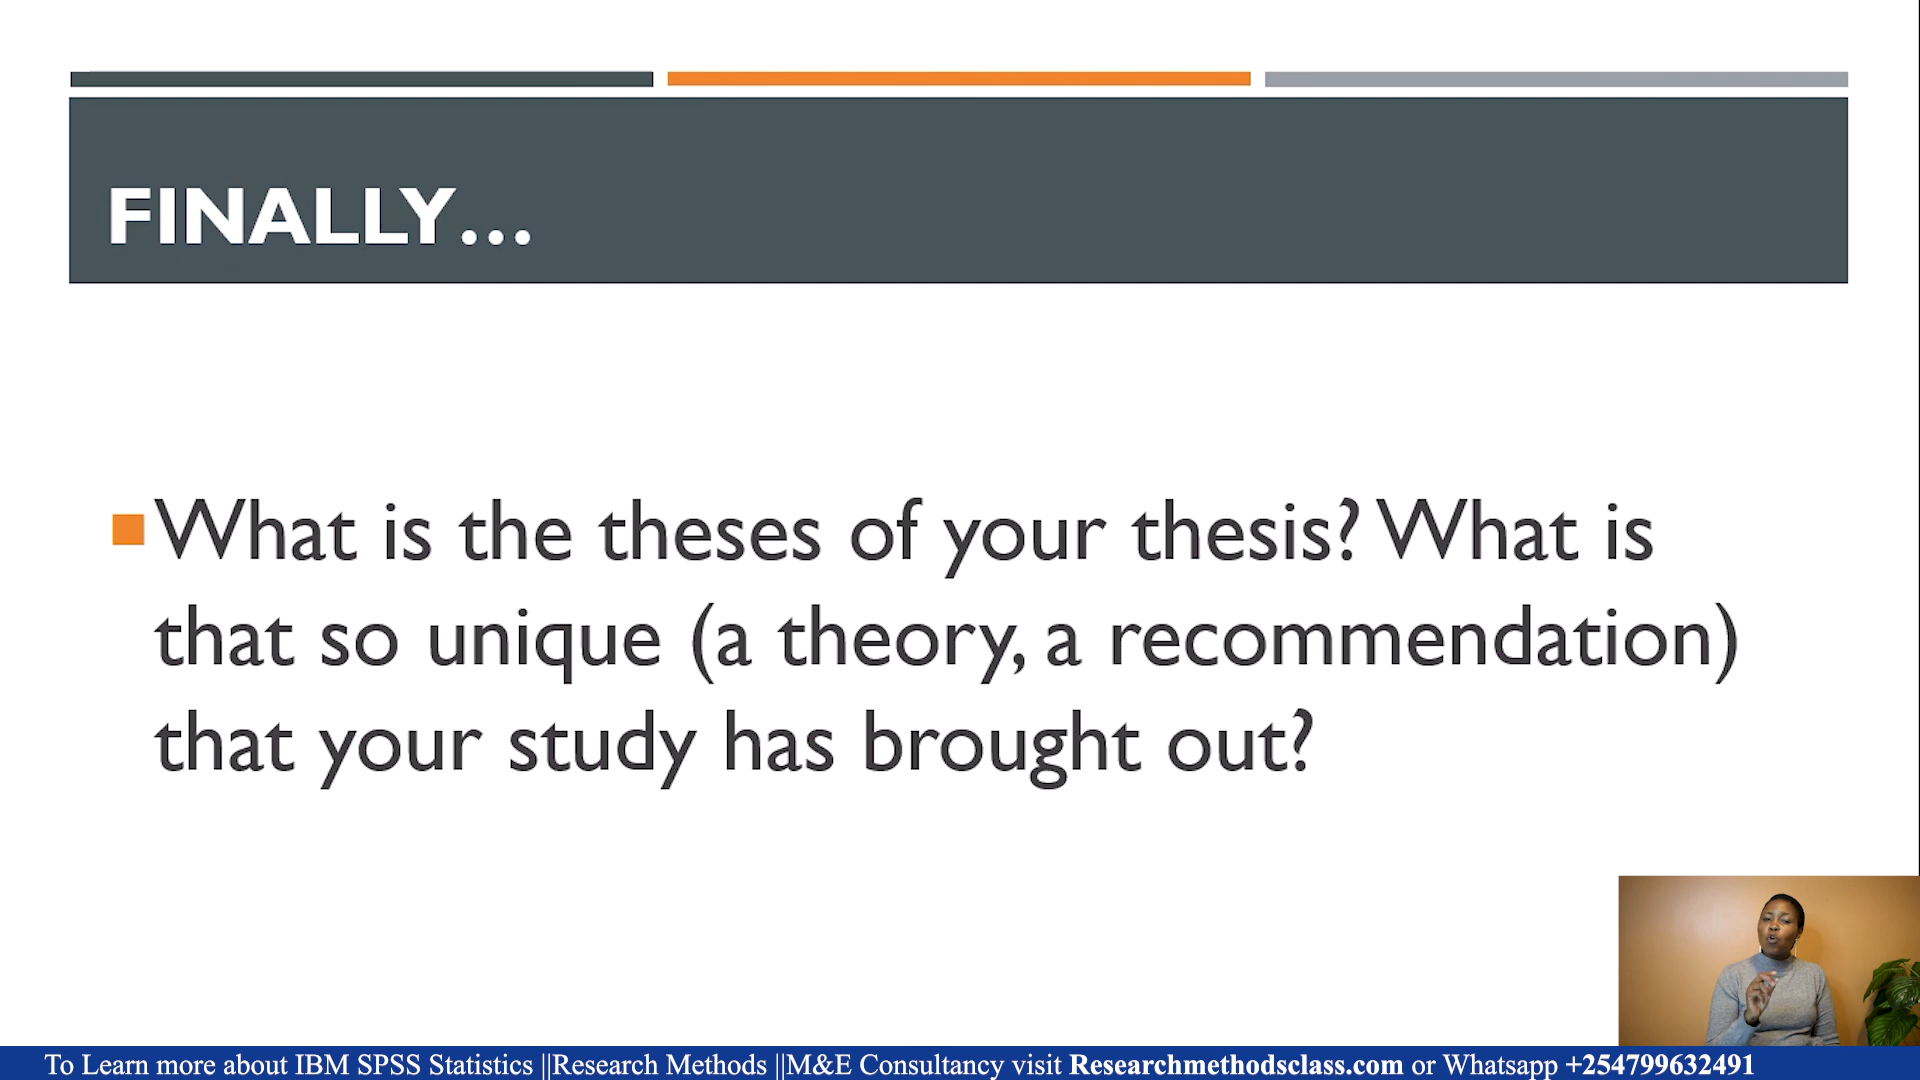 FINALLY...
What is the theses of your thesis? What is
that so unique (a theory, a recommendation)
that your study has brought out?
To Learn more about IBM SPSS Statistics ||Research Methods ||M&E Consultancy visit Researchmethodsclass.com or Whatsapp +254799632491